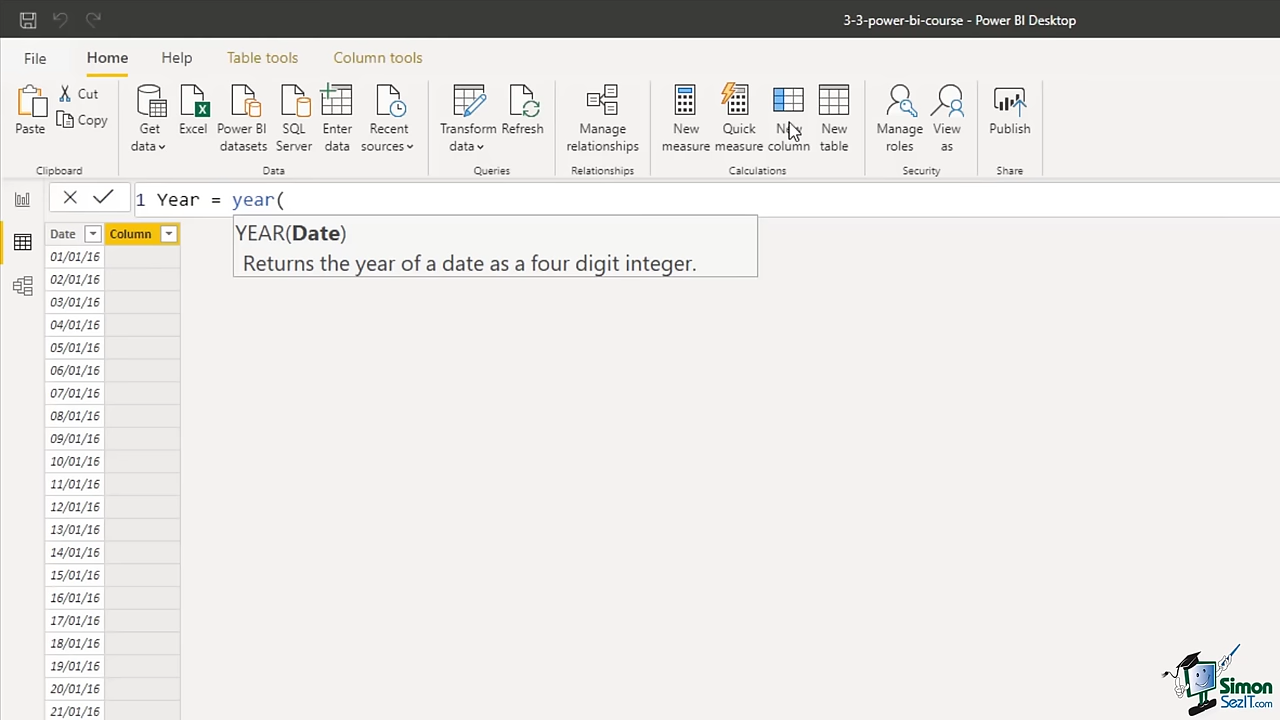 3-3-power-bi-course - Power BI Desktop
File Home Help Table tools Column tools
Paste Cut Copy Get data Excel Power BI datasets SQL Server Enter data Recent sources Transform data Refresh Manage relationships New measure Quick measure New column New table Manage roles View as Publish
Clipboard Data Queries Relationships Calculations Security Share
1 Year = year(
YEAR(Date)
Returns the year of a date as a four digit integer.
Date Column
01/01/16
02/01/16
03/01/16
04/01/16
05/01/16
06/01/16
07/01/16
08/01/16
09/01/16
10/01/16
11/01/16
12/01/16
13/01/16
14/01/16
15/01/16
16/01/16
17/01/16
18/01/16
19/01/16
20/01/16
21/01/16
Simon
SezIT.com